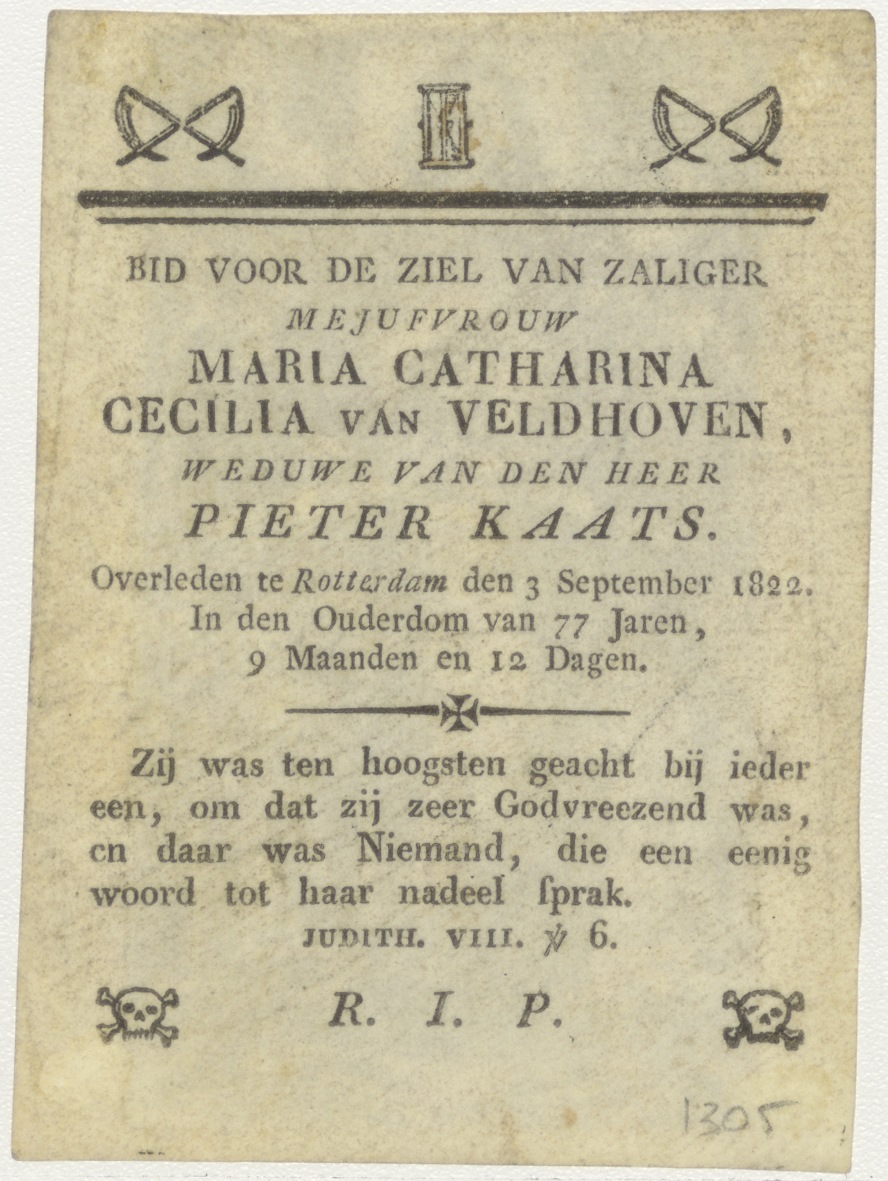 BID VOOR DE ZIEL VAN ZALIGER
MEJUFVROUW
MARIA CATHARINA
CECILIA VAN VELDHOVEN,
WEDUWE VAN DEN HEER
PIETER KAATS.
Overleden te Rotterdam den 3 September 1822.
In den Ouderdom van 77 Jaren,
9 Maanden en 12 Dagen.
Zij was ten hoogsten geacht bij ieder
een, om dat zij zeer Godvreezend was,
en daar was Niemand, die een eenig
woord tot haar nadeel ſprak.
JUDITH. VIII. ℣ 6.
R. I. P.
1305